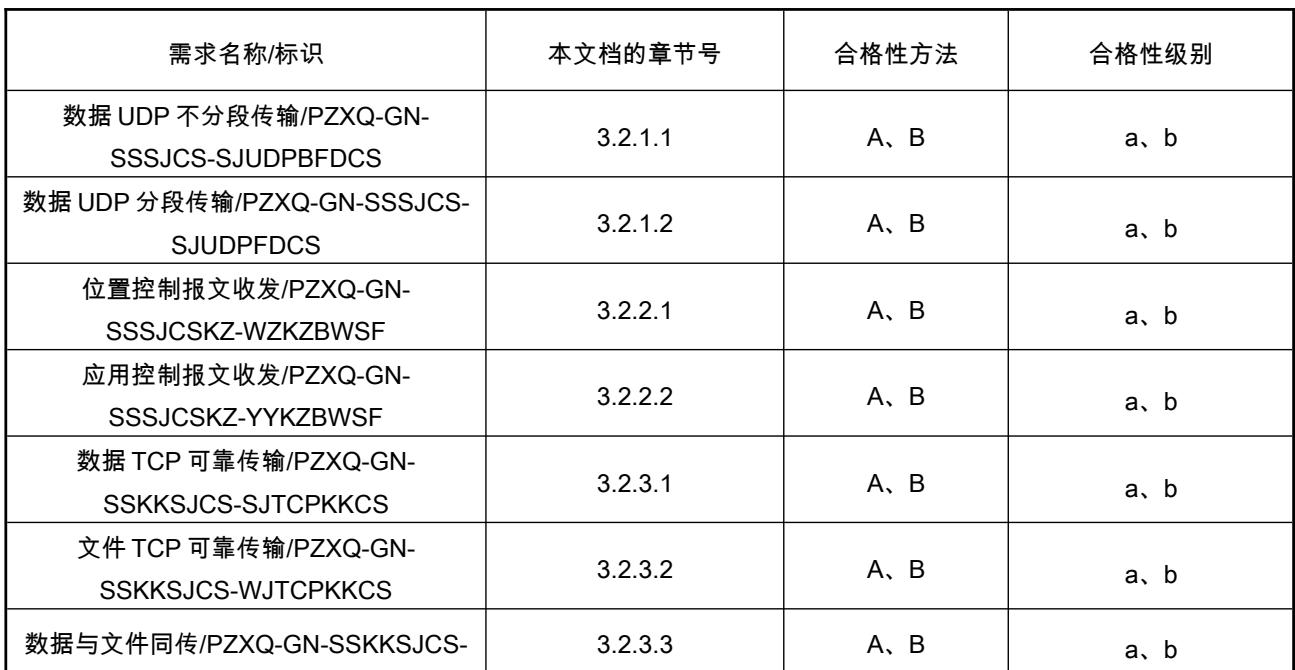 需求名称/标识 本文档的章节号 合格性方法 合格性级别
数据 UDP 不分段传输/PZXQ-GN-
SSSJCS-SJUDPBFDCS 3.2.1.1 A、B a、b
数据 UDP 分段传输/PZXQ-GN-SSSJCS-
SJUDPFDCS 3.2.1.2 A、B a、b
位置控制报文收发/PZXQ-GN-
SSSJCSKZ-WZKZBWSF 3.2.2.1 A、B a、b
应用控制报文收发/PZXQ-GN-
SSSJCSKZ-YYKZBWSF 3.2.2.2 A、B a、b
数据 TCP 可靠传输/PZXQ-GN-
SSKKSJCS-SJTCPKKCS 3.2.3.1 A、B a、b
文件 TCP 可靠传输/PZXQ-GN-
SSKKSJCS-WJTCPKKCS 3.2.3.2 A、B a、b
数据与文件同传/PZXQ-GN-SSKKSJCS- 3.2.3.3 A、B a、b